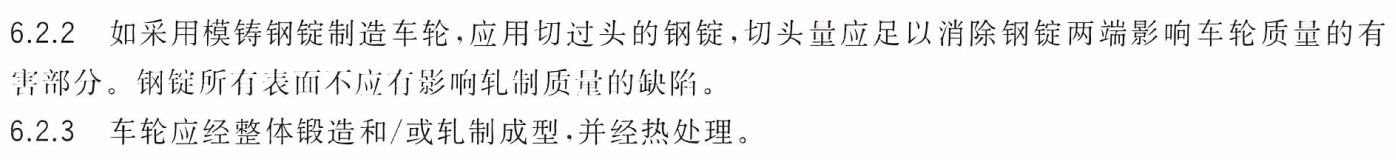 6.2.2 如采用模铸钢锭制造车轮,应用切过头的钢锭,切头量应足以消除钢锭两端影响车轮质量的有
害部分。钢锭所有表面不应有影响轧制质量的缺陷。
6.2.3 车轮应经整体锻造和/或轧制成型,并经热处理。